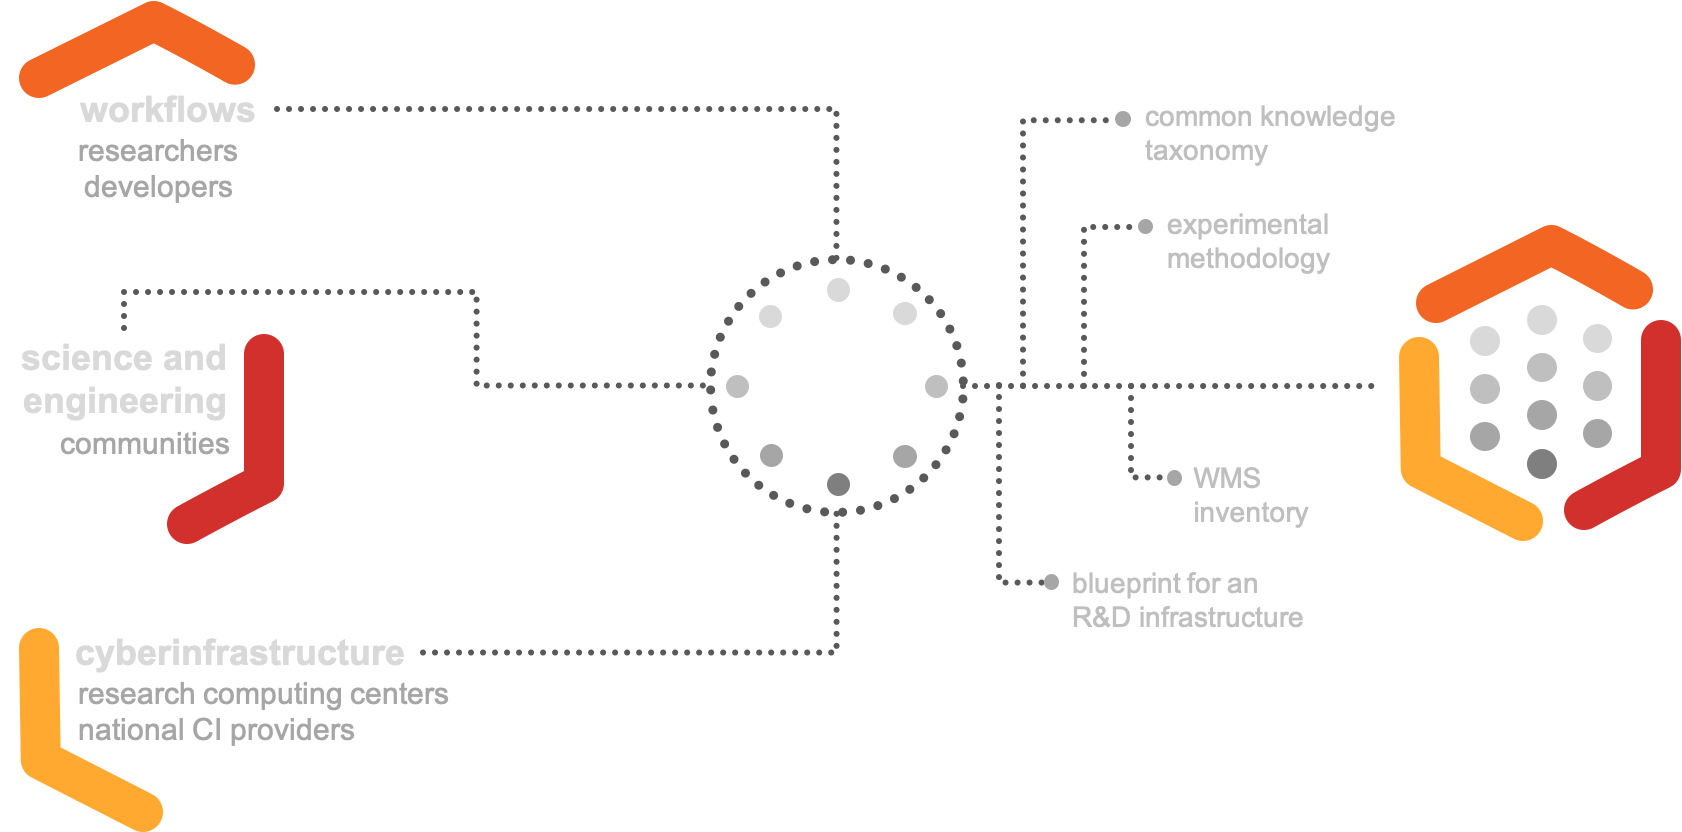 workflows
researchers
developers
science and
engineering
communities
cyberinfrastructure
research computing centers
national CI providers
common knowledge
taxonomy
experimental
methodology
WMS
inventory
blueprint for an
R&D infrastructure